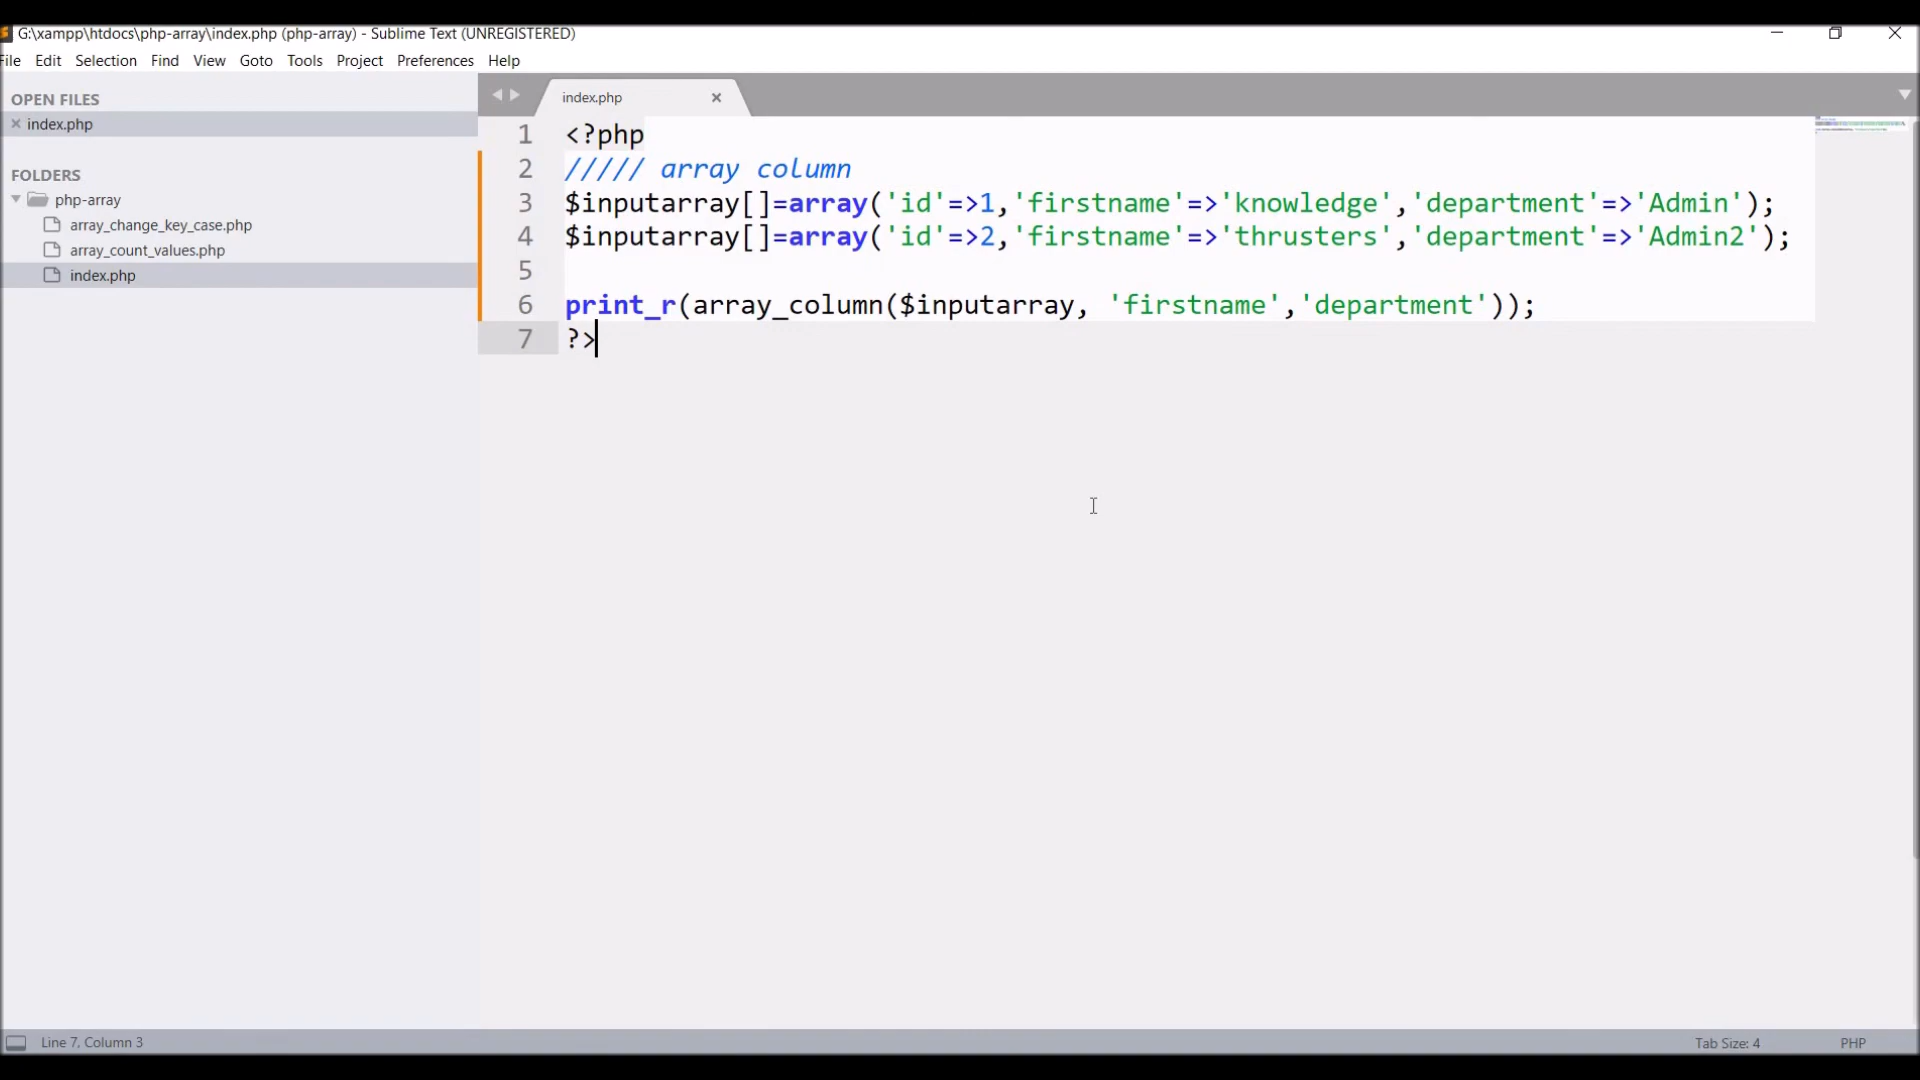 G:\xampp\htdocs\php-array\index.php (php-array) - Sublime Text (UNREGISTERED)
File Edit Selection Find View Goto Tools Project Preferences Help
OPEN FILES
index.php
FOLDERS
php-array
array_change_key_case.php
array_count_values.php
index.php
index.php
1 <?php
2 ///// array column
3 $inputarray[]=array('id'=>1,'firstname'=>'knowledge','department'=>'Admin');
4 $inputarray[]=array('id'=>2,'firstname'=>'thrusters','department'=>'Admin2');
5
6 print_r(array_column($inputarray, 'firstname','department'));
7 ?>
Line 7, Column 3
Tab Size: 4
PHP